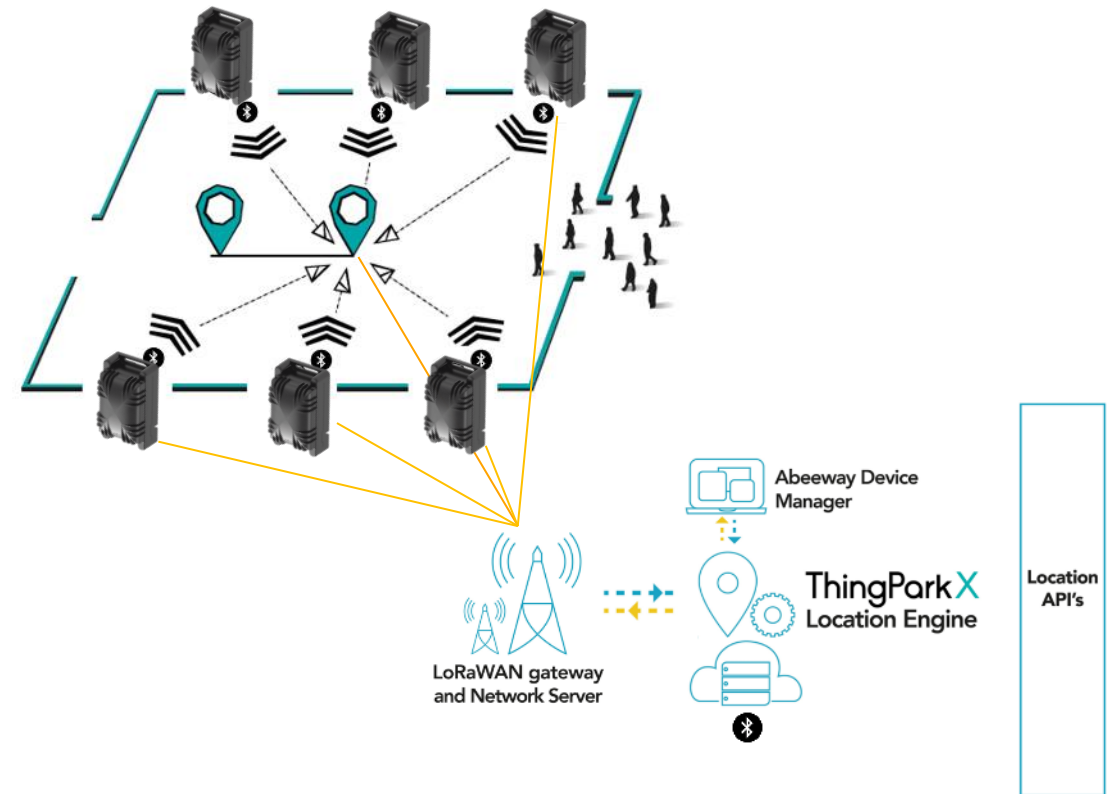 Abeeway Device
Manager
ThingPark X
Location Engine
Location
API's
LoRaWAN gateway
and Network Server